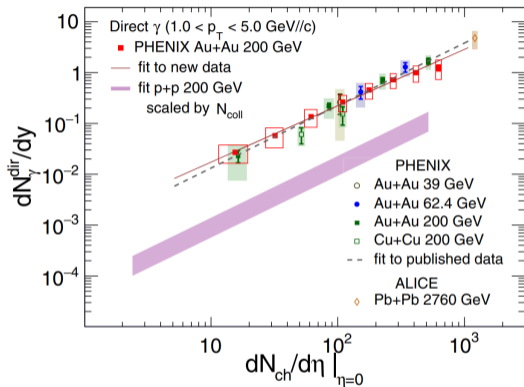 Direct γ (1.0 < p_T < 5.0 GeV//c)
PHENIX Au+Au 200 GeV
fit to new data
fit p+p 200 GeV
scaled by N_coll
PHENIX
Au+Au 39 GeV
Au+Au 62.4 GeV
Au+Au 200 GeV
Cu+Cu 200 GeV
fit to published data
ALICE
Pb+Pb 2760 GeV
dN_γ^dir/dy
10
1
10^−1
10^−2
10^−3
10^−4
10
10^2
10^3
dN_ch/dη |_η=0